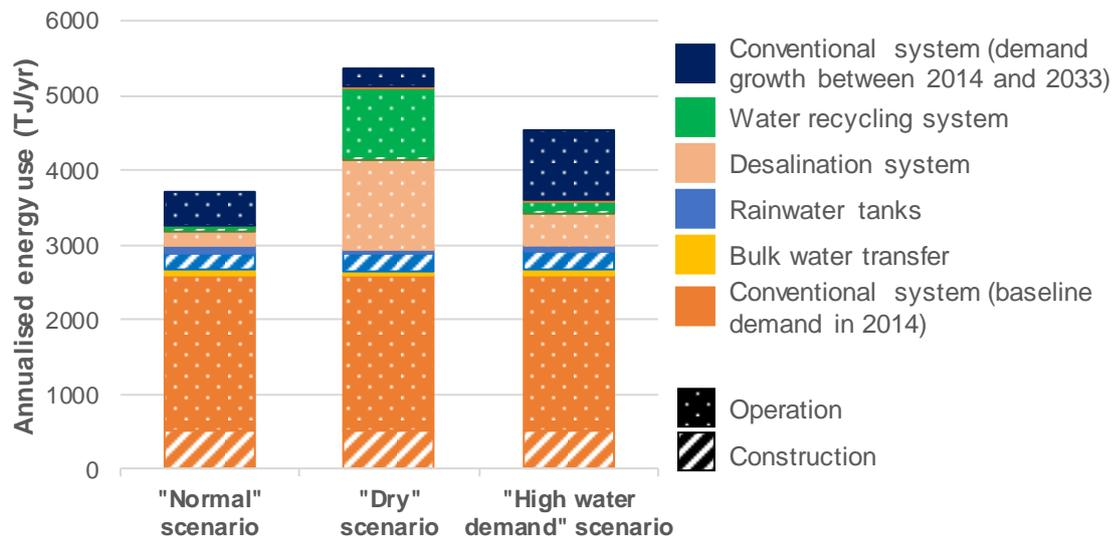 Annualised energy use (TJ/yr)
6000
5000
4000
3000
2000
1000
0
"Normal"
scenario
"Dry"
scenario
"High water
demand" scenario
Conventional system (demand
growth between 2014 and 2033)
Water recycling system
Desalination system
Rainwater tanks
Bulk water transfer
Conventional system (baseline
demand in 2014)
Operation
Construction